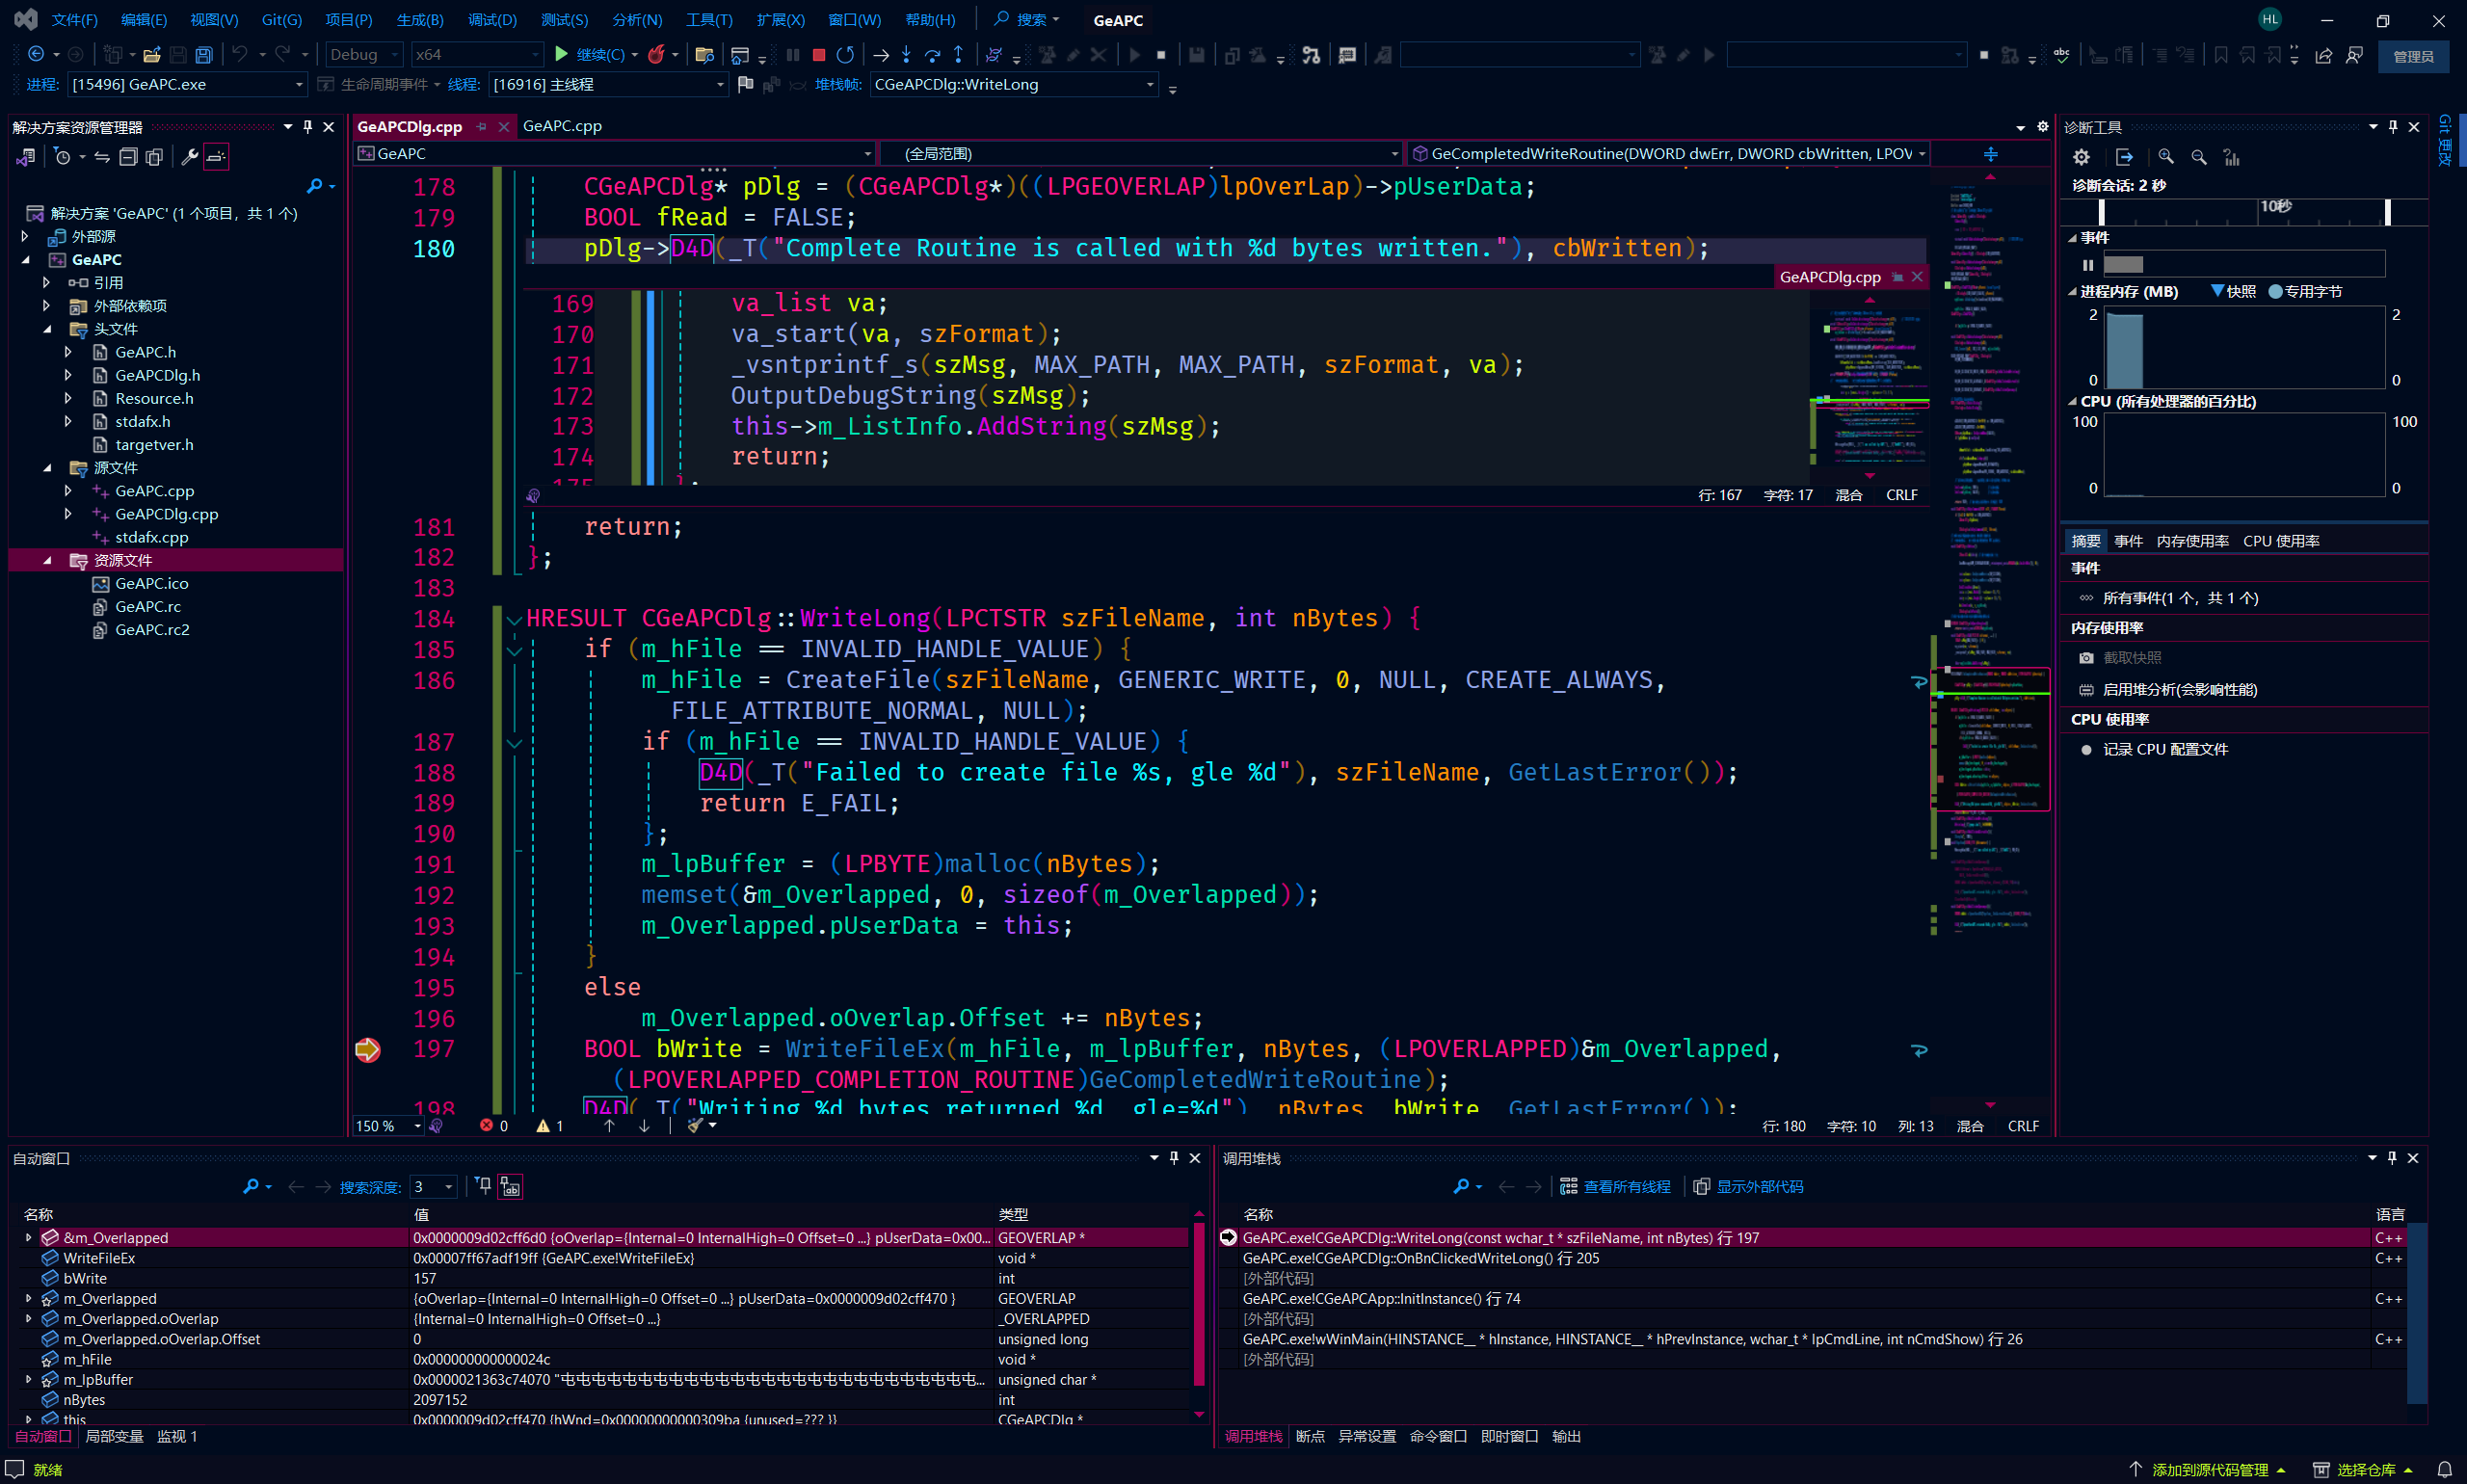 文件(F) 编辑(E) 视图(V) Git(G) 项目(P) 生成(B) 调试(D) 测试(S) 分析(N) 工具(T) 扩展(X) 窗口(W) 帮助(H) 搜索 GeAPC HL
Debug x64 继续(C) 管理员
进程: [15496] GeAPC.exe 生命周期事件 线程: [16916] 主线程 堆栈帧: CGeAPCDlg::WriteLong
解决方案资源管理器
解决方案 'GeAPC' (1 个项目，共 1 个)
外部源
GeAPC
引用
外部依赖项
头文件
GeAPC.h
GeAPCDlg.h
Resource.h
stdafx.h
targetver.h
源文件
GeAPC.cpp
GeAPCDlg.cpp
stdafx.cpp
资源文件
GeAPC.ico
GeAPC.rc
GeAPC.rc2
GeAPCDlg.cpp GeAPC.cpp
GeAPC (全局范围) GeCompletedWriteRoutine(DWORD dwErr, DWORD cbWritten, LPOV
178 CGeAPCDlg* pDlg = (CGeAPCDlg*)((LPGEOVERLAP)lpOverLap)->pUserData;
179 BOOL fRead = FALSE;
180 pDlg->D4D(_T("Complete Routine is called with %d bytes written."), cbWritten);
GeAPCDlg.cpp
169 va_list va;
170 va_start(va, szFormat);
171 _vsntprintf_s(szMsg, MAX_PATH, MAX_PATH, szFormat, va);
172 OutputDebugString(szMsg);
173 this->m_ListInfo.AddString(szMsg);
174 return;
175 };
行: 167 字符: 17 混合 CRLF
181 return;
182 };
183
184 HRESULT CGeAPCDlg::WriteLong(LPCTSTR szFileName, int nBytes) {
185 if (m_hFile == INVALID_HANDLE_VALUE) {
186 m_hFile = CreateFile(szFileName, GENERIC_WRITE, 0, NULL, CREATE_ALWAYS,
FILE_ATTRIBUTE_NORMAL, NULL);
187 if (m_hFile == INVALID_HANDLE_VALUE) {
188 D4D(_T("Failed to create file %s, gle %d"), szFileName, GetLastError());
189 return E_FAIL;
190 };
191 m_lpBuffer = (LPBYTE)malloc(nBytes);
192 memset(&m_Overlapped, 0, sizeof(m_Overlapped));
193 m_Overlapped.pUserData = this;
194 }
195 else
196 m_Overlapped.oOverlap.Offset += nBytes;
197 BOOL bWrite = WriteFileEx(m_hFile, m_lpBuffer, nBytes, (LPOVERLAPPED)&m_Overlapped,
(LPOVERLAPPED_COMPLETION_ROUTINE)GeCompletedWriteRoutine);
198 D4D(_T("Writing %d bytes returned %d, gle=%d"), nBytes, bWrite, GetLastError());
150 % 0 1 行: 180 字符: 10 列: 13 混合 CRLF
诊断工具
诊断会话: 2 秒
10秒
事件
进程内存 (MB) 快照 专用字节
2 2
0 0
CPU (所有处理器的百分比)
100 100
0 0
摘要 事件 内存使用率 CPU 使用率
事件
所有事件(1 个，共 1 个)
内存使用率
截取快照
启用堆分析(会影响性能)
CPU 使用率
记录 CPU 配置文件
Git 更改
自动窗口
搜索深度: 3
名称 值 类型
&m_Overlapped 0x0000009d02cff6d0 {oOverlap={Internal=0 InternalHigh=0 Offset=0 ...} pUserData=0x00... GEOVERLAP *
WriteFileEx 0x00007ff67adf19ff {GeAPC.exe!WriteFileEx} void *
bWrite 157 int
m_Overlapped {oOverlap={Internal=0 InternalHigh=0 Offset=0 ...} pUserData=0x0000009d02cff470 } GEOVERLAP
m_Overlapped.oOverlap {Internal=0 InternalHigh=0 Offset=0 ...} _OVERLAPPED
m_Overlapped.oOverlap.Offset 0 unsigned long
m_hFile 0x000000000000024c void *
m_lpBuffer 0x0000021363c74070 "屯屯屯屯屯屯屯屯屯屯屯屯屯屯屯屯屯屯屯屯屯屯屯屯屯屯屯... unsigned char *
nBytes 2097152 int
this 0x0000009d02cff470 {hWnd=0x00000000000309ba {unused=??? }} CGeAPCDlg *
自动窗口 局部变量 监视 1
调用堆栈
查看所有线程 显示外部代码
名称 语言
GeAPC.exe!CGeAPCDlg::WriteLong(const wchar_t * szFileName, int nBytes) 行 197 C++
GeAPC.exe!CGeAPCDlg::OnBnClickedWriteLong() 行 205 C++
[外部代码]
GeAPC.exe!CGeAPCApp::InitInstance() 行 74 C++
[外部代码]
GeAPC.exe!wWinMain(HINSTANCE__ * hInstance, HINSTANCE__ * hPrevInstance, wchar_t * lpCmdLine, int nCmdShow) 行 26 C++
[外部代码]
调用堆栈 断点 异常设置 命令窗口 即时窗口 输出
就绪 添加到源代码管理 选择仓库